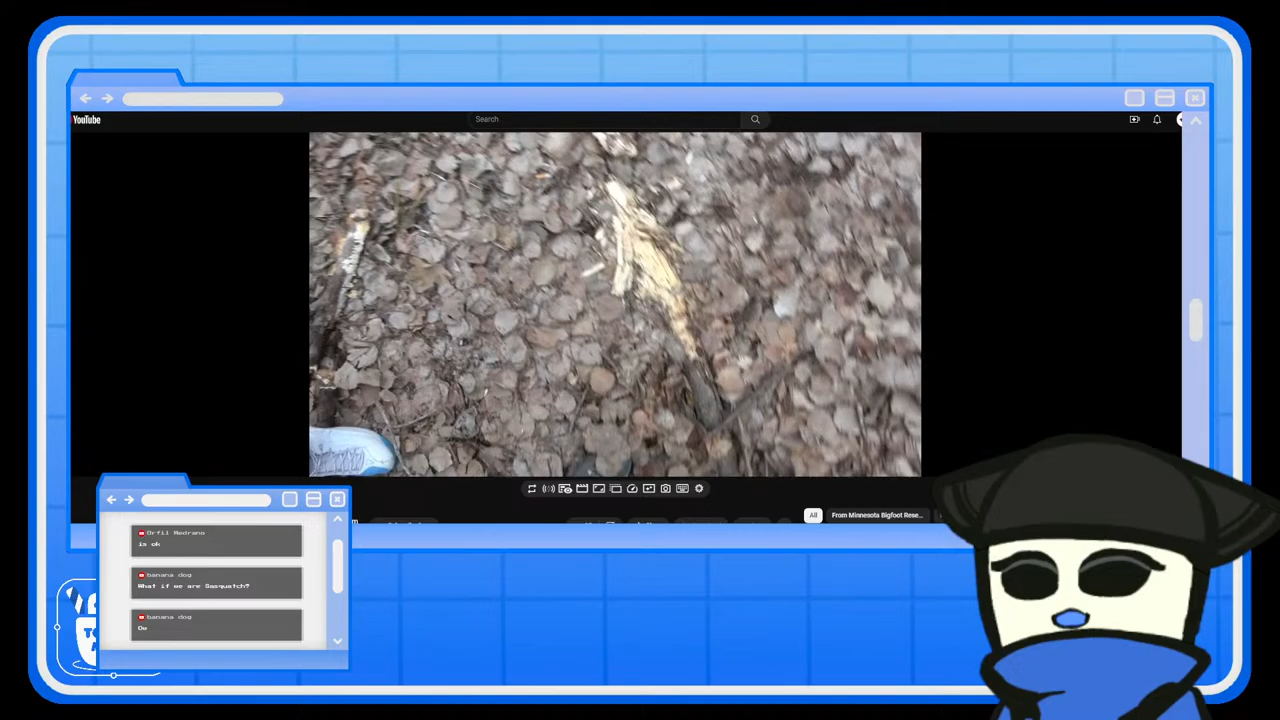 YouTube
Search
All
From Minnesota Bigfoot Rese...
Orfil Medrano
is ok
banana dog
What if we are Sasquatch?
banana dog
Ow